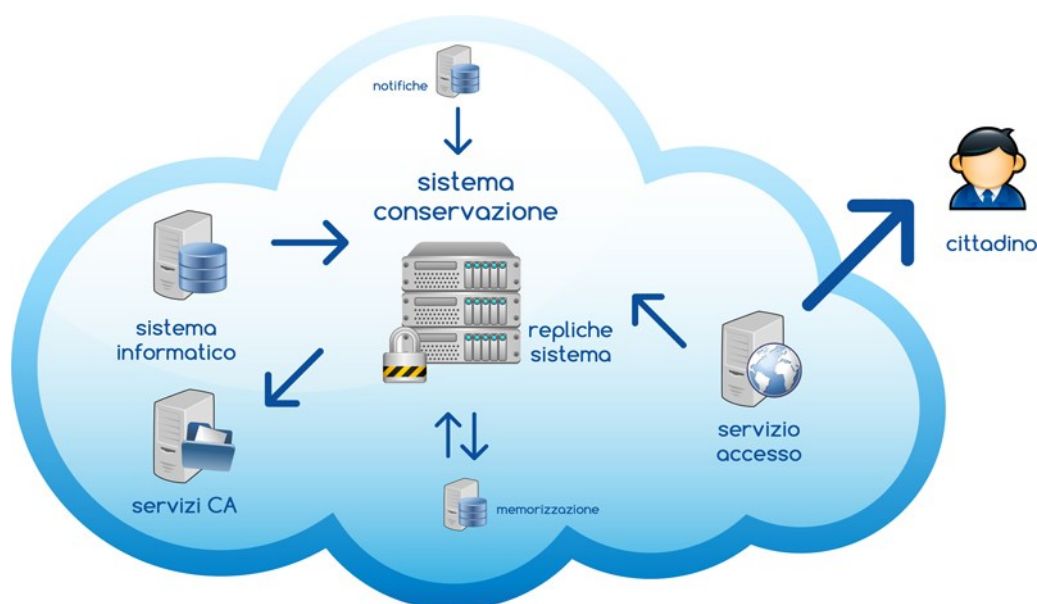 notifiche
sistema
conservazione
sistema
informatico
repliche
sistema
cittadino
servizi CA
memorizzazione
servizio
accesso